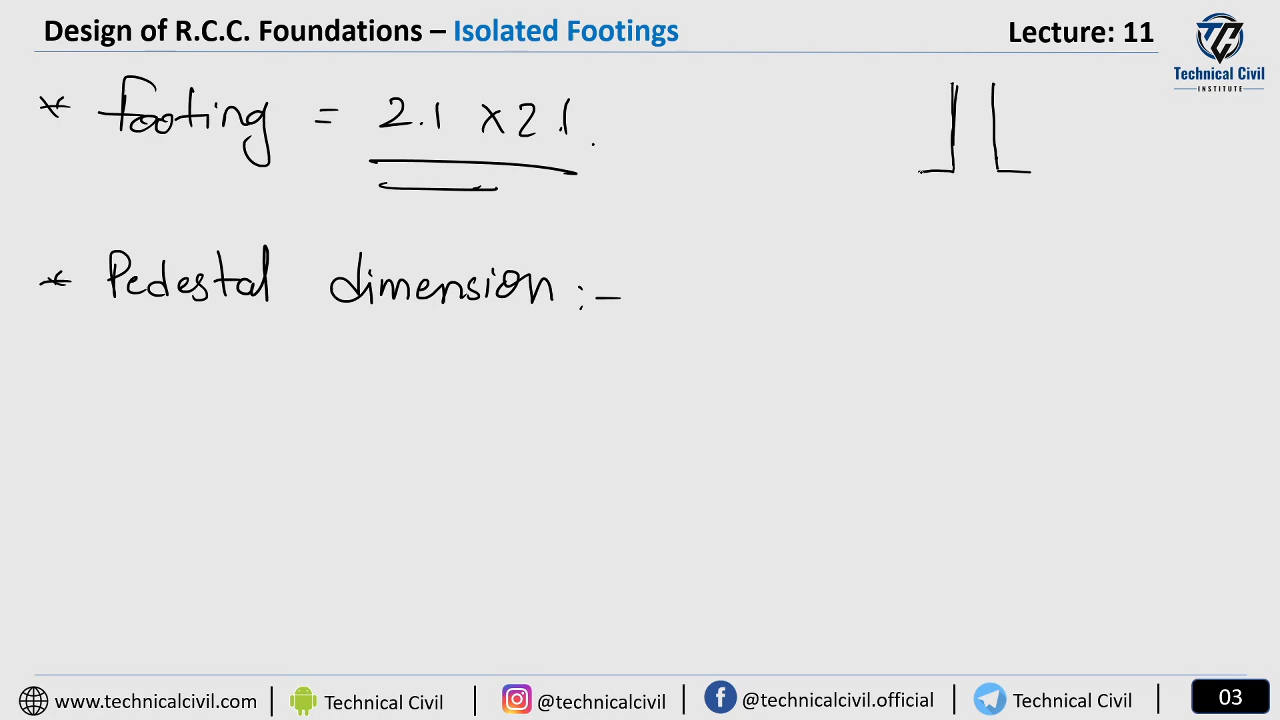 Design of R.C.C. Foundations – Isolated Footings
Lecture: 11
Technical Civil
INSTITUTE
* footing = 2.1 x 2.1
* Pedestal dimension :-
www.technicalcivil.com
Technical Civil
@technicalcivil
@technicalcivil.official
Technical Civil
03